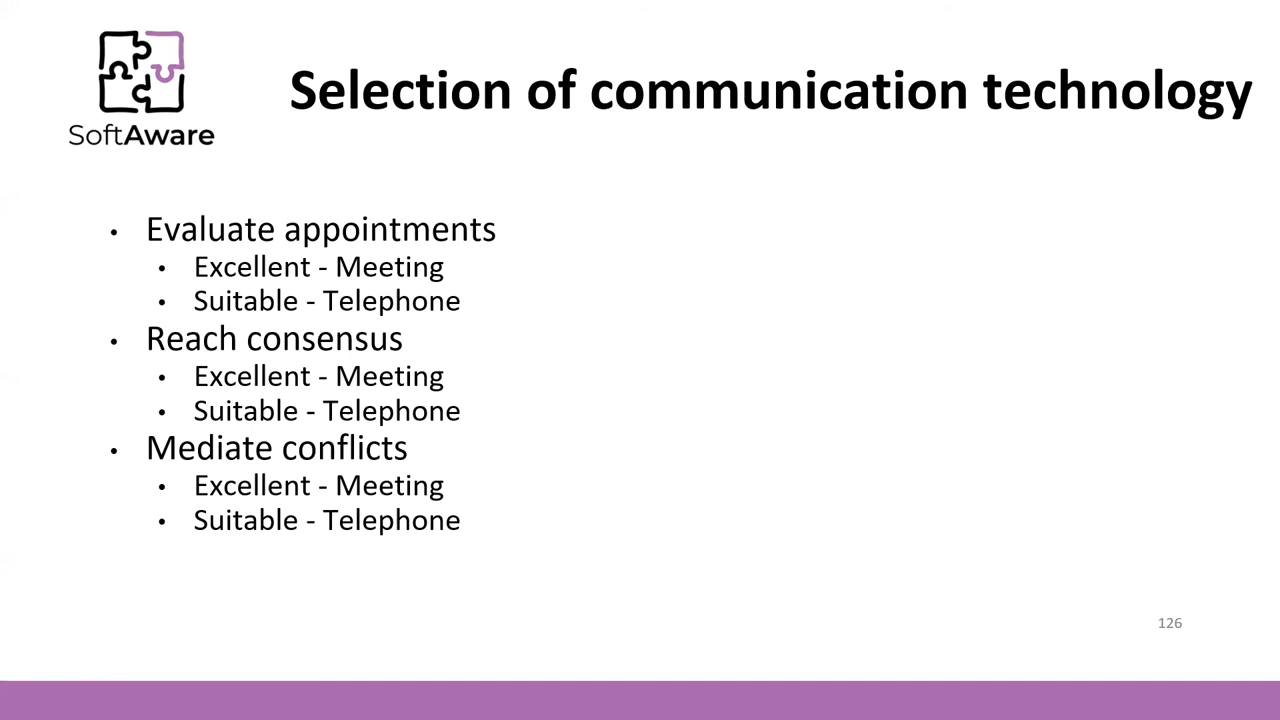 SoftAware
Selection of communication technology
• Evaluate appointments
• Excellent - Meeting
• Suitable - Telephone
• Reach consensus
• Excellent - Meeting
• Suitable - Telephone
• Mediate conflicts
• Excellent - Meeting
• Suitable - Telephone
126